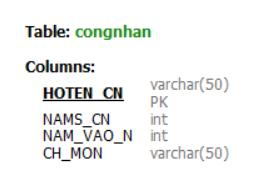 Table: congnhan
Columns:
HOTEN_CN varchar(50)
PK
NAMS_CN int
NAM_VAO_N int
CH_MON varchar(50)